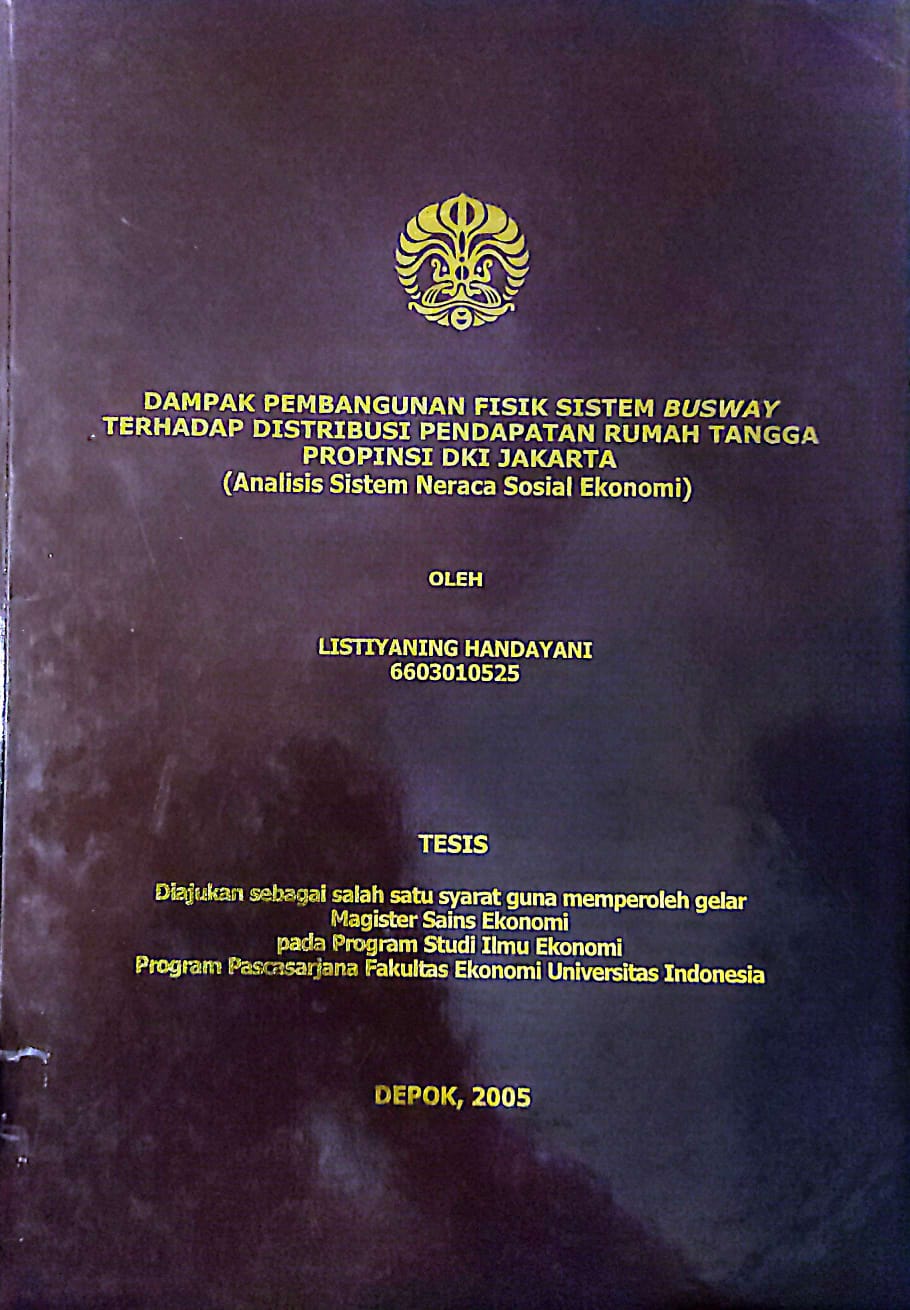 DAMPAK PEMBANGUNAN FISIK SISTEM BUSWAY
TERHADAP DISTRIBUSI PENDAPATAN RUMAH TANGGA
PROPINSI DKI JAKARTA
(Analisis Sistem Neraca Sosial Ekonomi)
OLEH
LISTIYANING HANDAYANI
6603010525
TESIS
Diajukan sebagai salah satu syarat guna memperoleh gelar
Magister Sains Ekonomi
pada Program Studi Ilmu Ekonomi
Program Pascasarjana Fakultas Ekonomi Universitas Indonesia
DEPOK, 2005